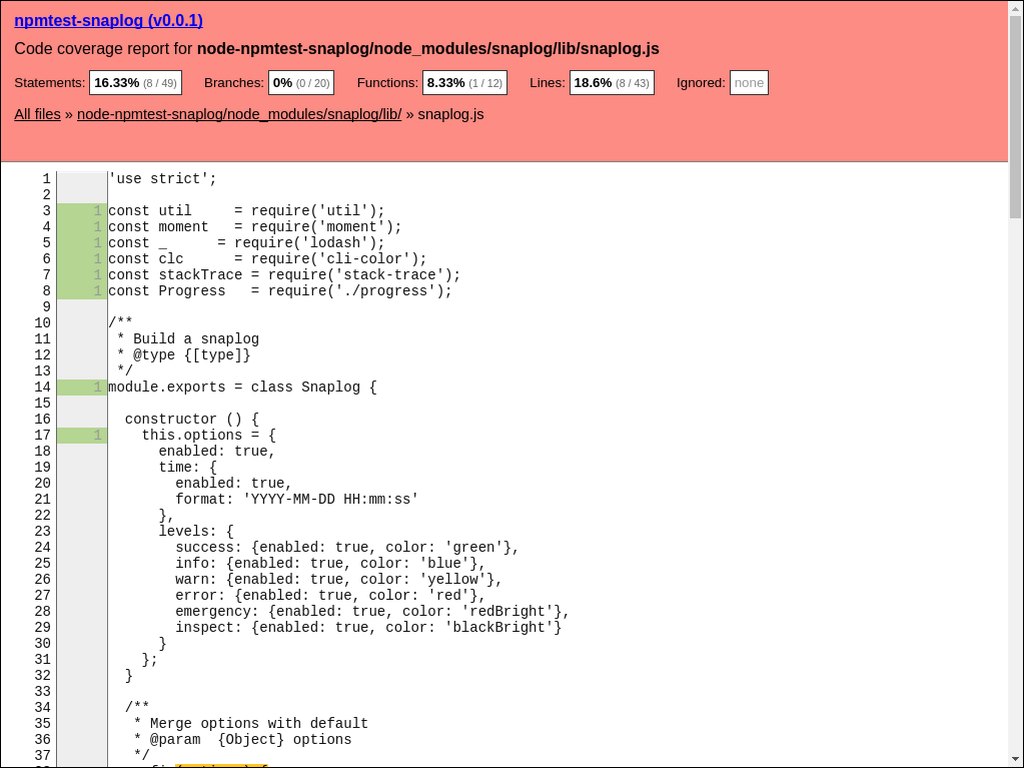 npmtest-snaplog (v0.0.1)
Code coverage report for node-npmtest-snaplog/node_modules/snaplog/lib/snaplog.js
Statements: 16.33% (8 / 49) Branches: 0% (0 / 20) Functions: 8.33% (1 / 12) Lines: 18.6% (8 / 43) Ignored: none
All files » node-npmtest-snaplog/node_modules/snaplog/lib/ » snaplog.js
1 'use strict';
2
3 1 const util     = require('util');
4 1 const moment   = require('moment');
5 1 const _      = require('lodash');
6 1 const clc      = require('cli-color');
7 1 const stackTrace = require('stack-trace');
8 1 const Progress   = require('./progress');
9
10 /**
11  * Build a snaplog
12  * @type {[type]}
13  */
14 1 module.exports = class Snaplog {
15
16   constructor () {
17 1     this.options = {
18       enabled: true,
19       time: {
20         enabled: true,
21         format: 'YYYY-MM-DD HH:mm:ss'
22       },
23       levels: {
24         success: {enabled: true, color: 'green'},
25         info: {enabled: true, color: 'blue'},
26         warn: {enabled: true, color: 'yellow'},
27         error: {enabled: true, color: 'red'},
28         emergency: {enabled: true, color: 'redBright'},
29         inspect: {enabled: true, color: 'blackBright'}
30       }
31     };
32   }
33
34   /**
35    * Merge options with default
36    * @param  {Object} options
37    */